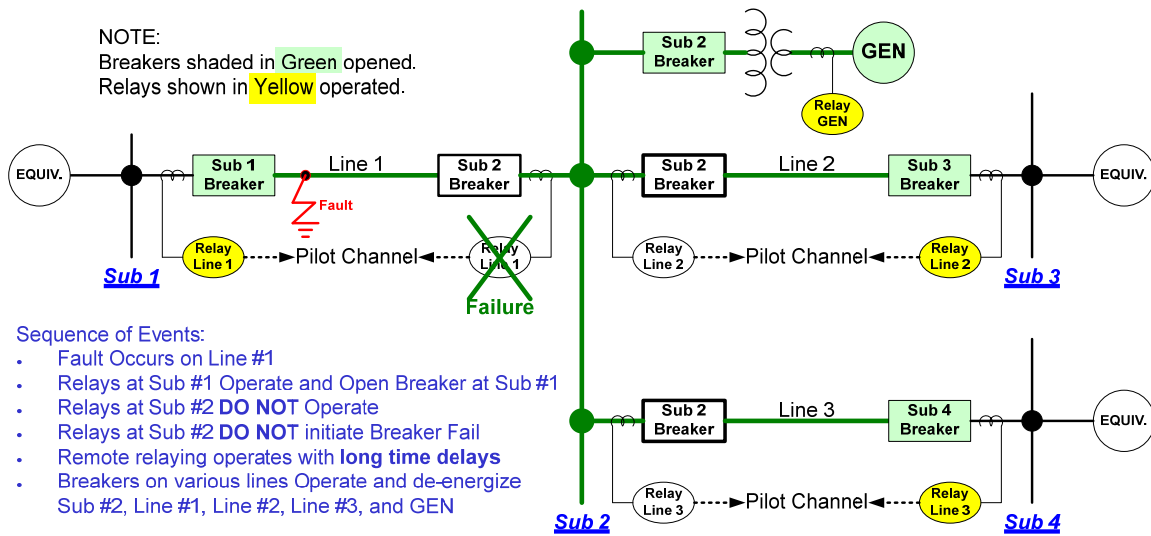 NOTE:
Breakers shaded in Green opened.
Relays shown in Yellow operated.
Sub 2
Breaker
GEN
Relay
GEN
EQUIV.
Sub 1
Breaker
Line 1
Sub 2
Breaker
Sub 2
Breaker
Line 2
Sub 3
Breaker
EQUIV.
Fault
Relay
Line 1
Pilot Channel
Relay
Line 1
Relay
Line 2
Pilot Channel
Relay
Line 2
Sub 1
Failure
Sub 3
Sequence of Events:
• Fault Occurs on Line #1
• Relays at Sub #1 Operate and Open Breaker at Sub #1
• Relays at Sub #2 DO NOT Operate
• Relays at Sub #2 DO NOT initiate Breaker Fail
• Remote relaying operates with long time delays
• Breakers on various lines Operate and de-energize
Sub #2, Line #1, Line #2, Line #3, and GEN
Sub 2
Breaker
Line 3
Sub 4
Breaker
EQUIV.
Relay
Line 3
Pilot Channel
Relay
Line 3
Sub 2
Sub 4